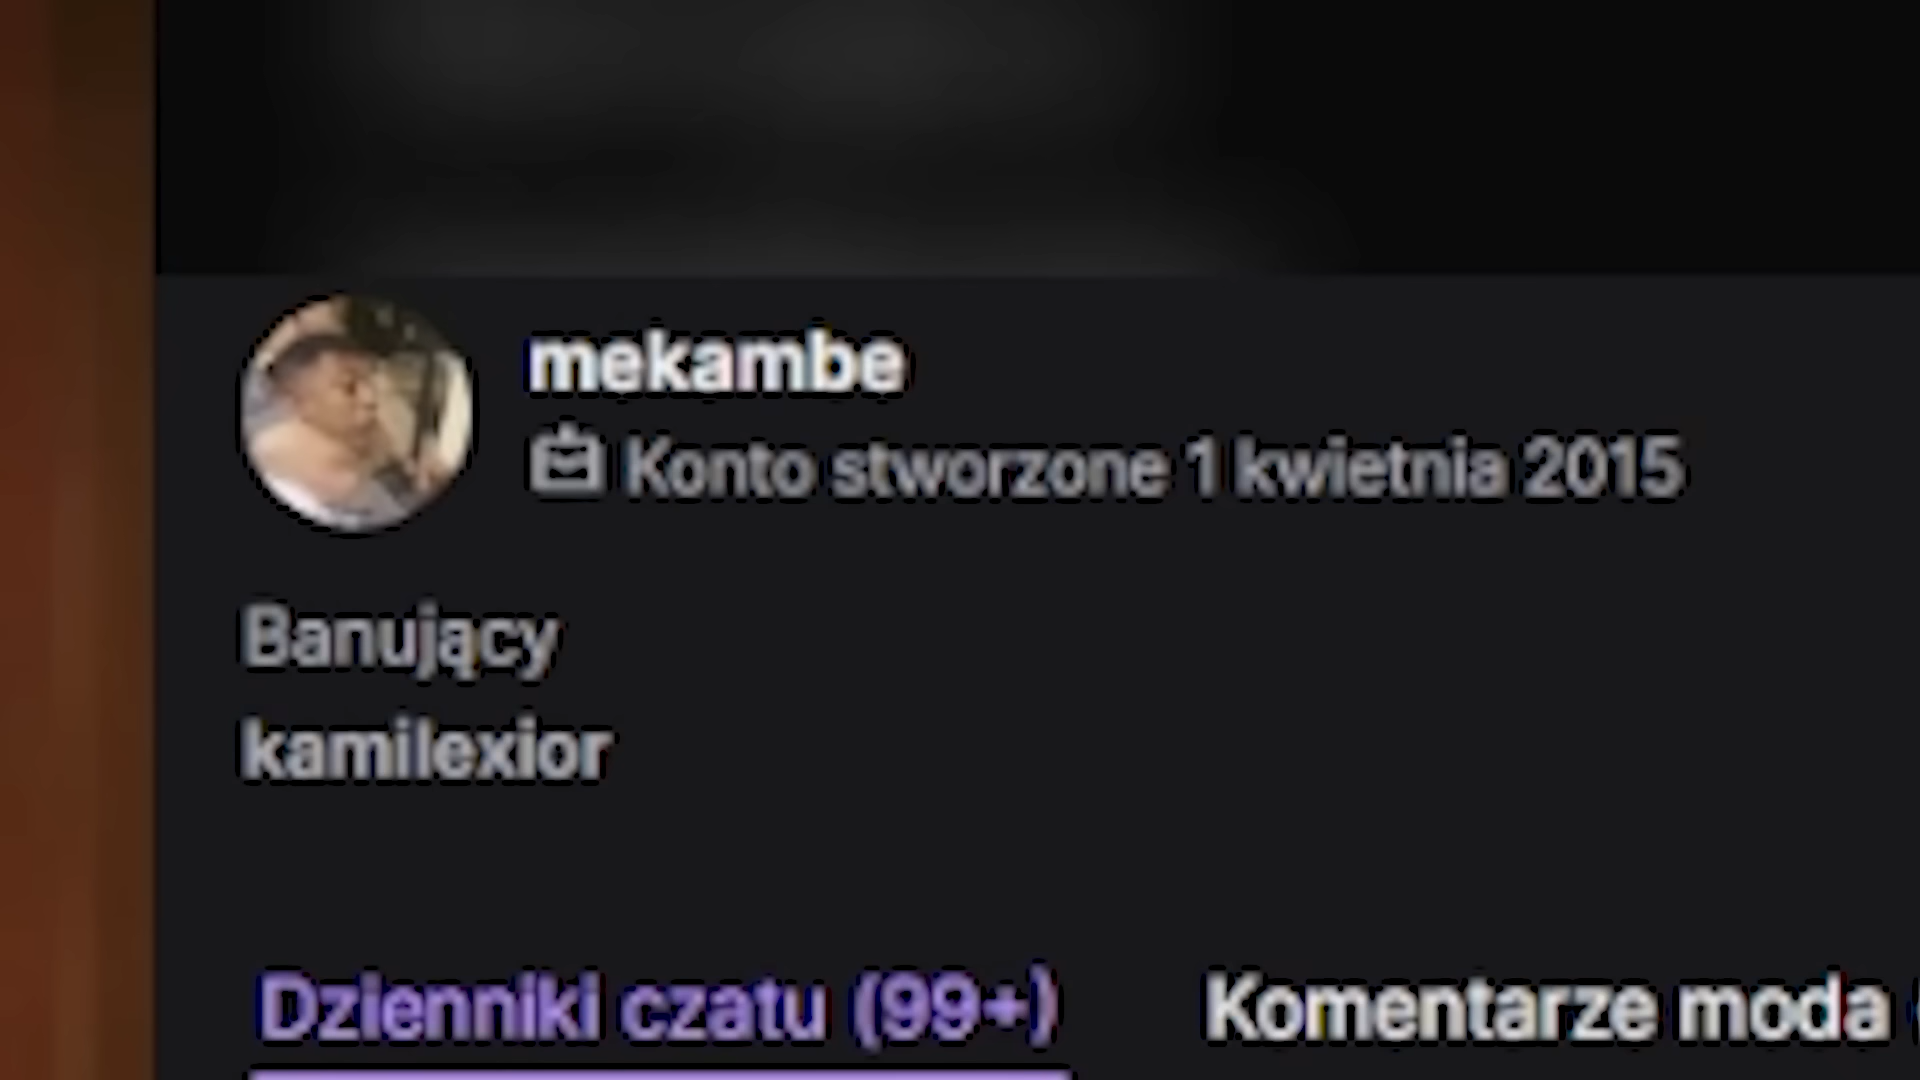 mekambe
Konto stworzone 1 kwietnia 2015
Banujący
kamilexior
Dzienniki czatu (99+)
Komentarze moda